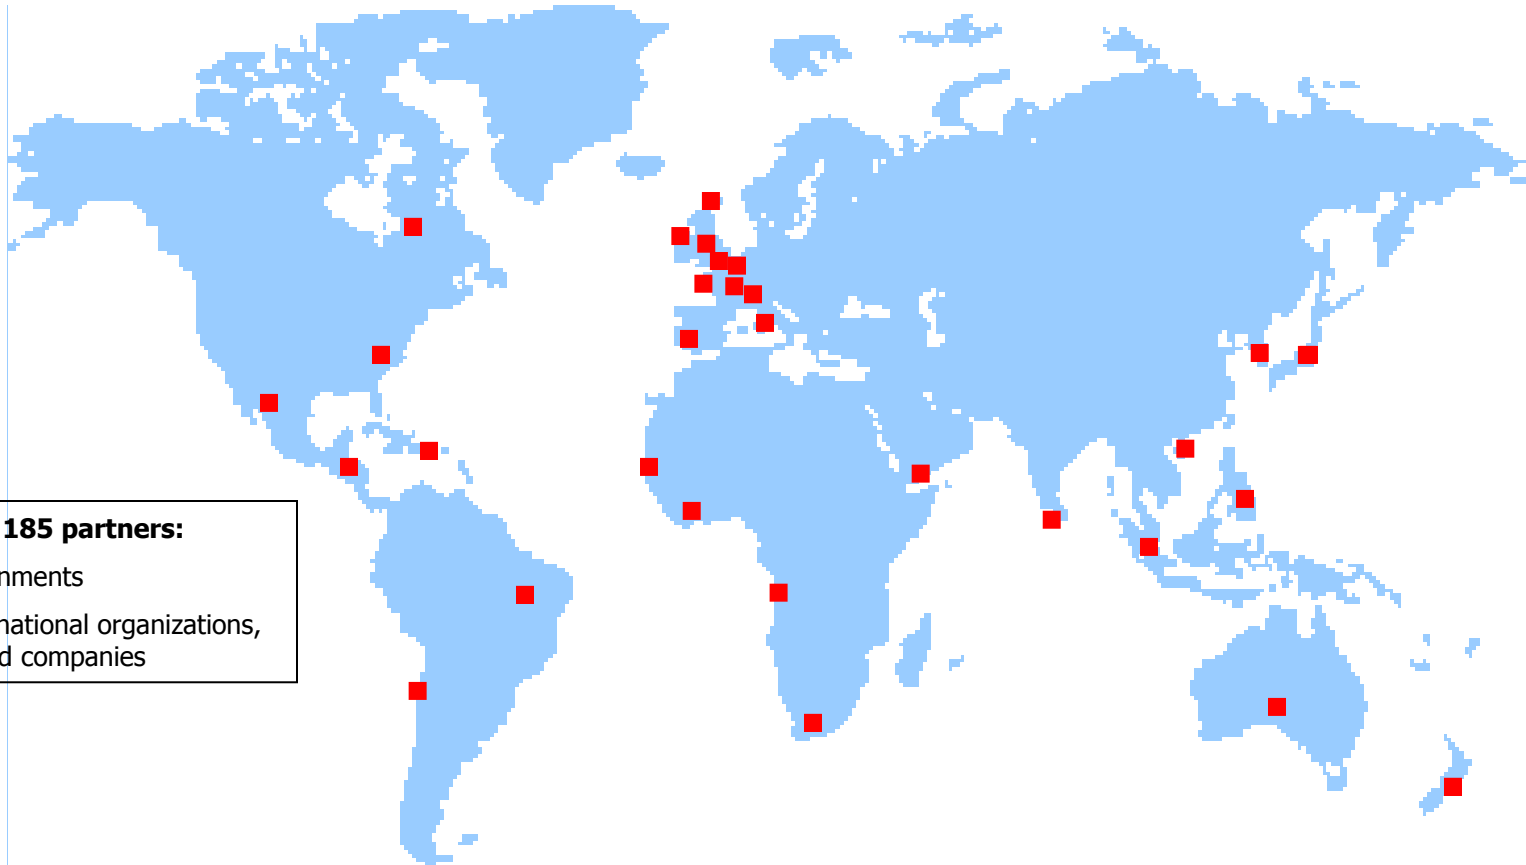 185 partners:
nments
national organizations,
d companies